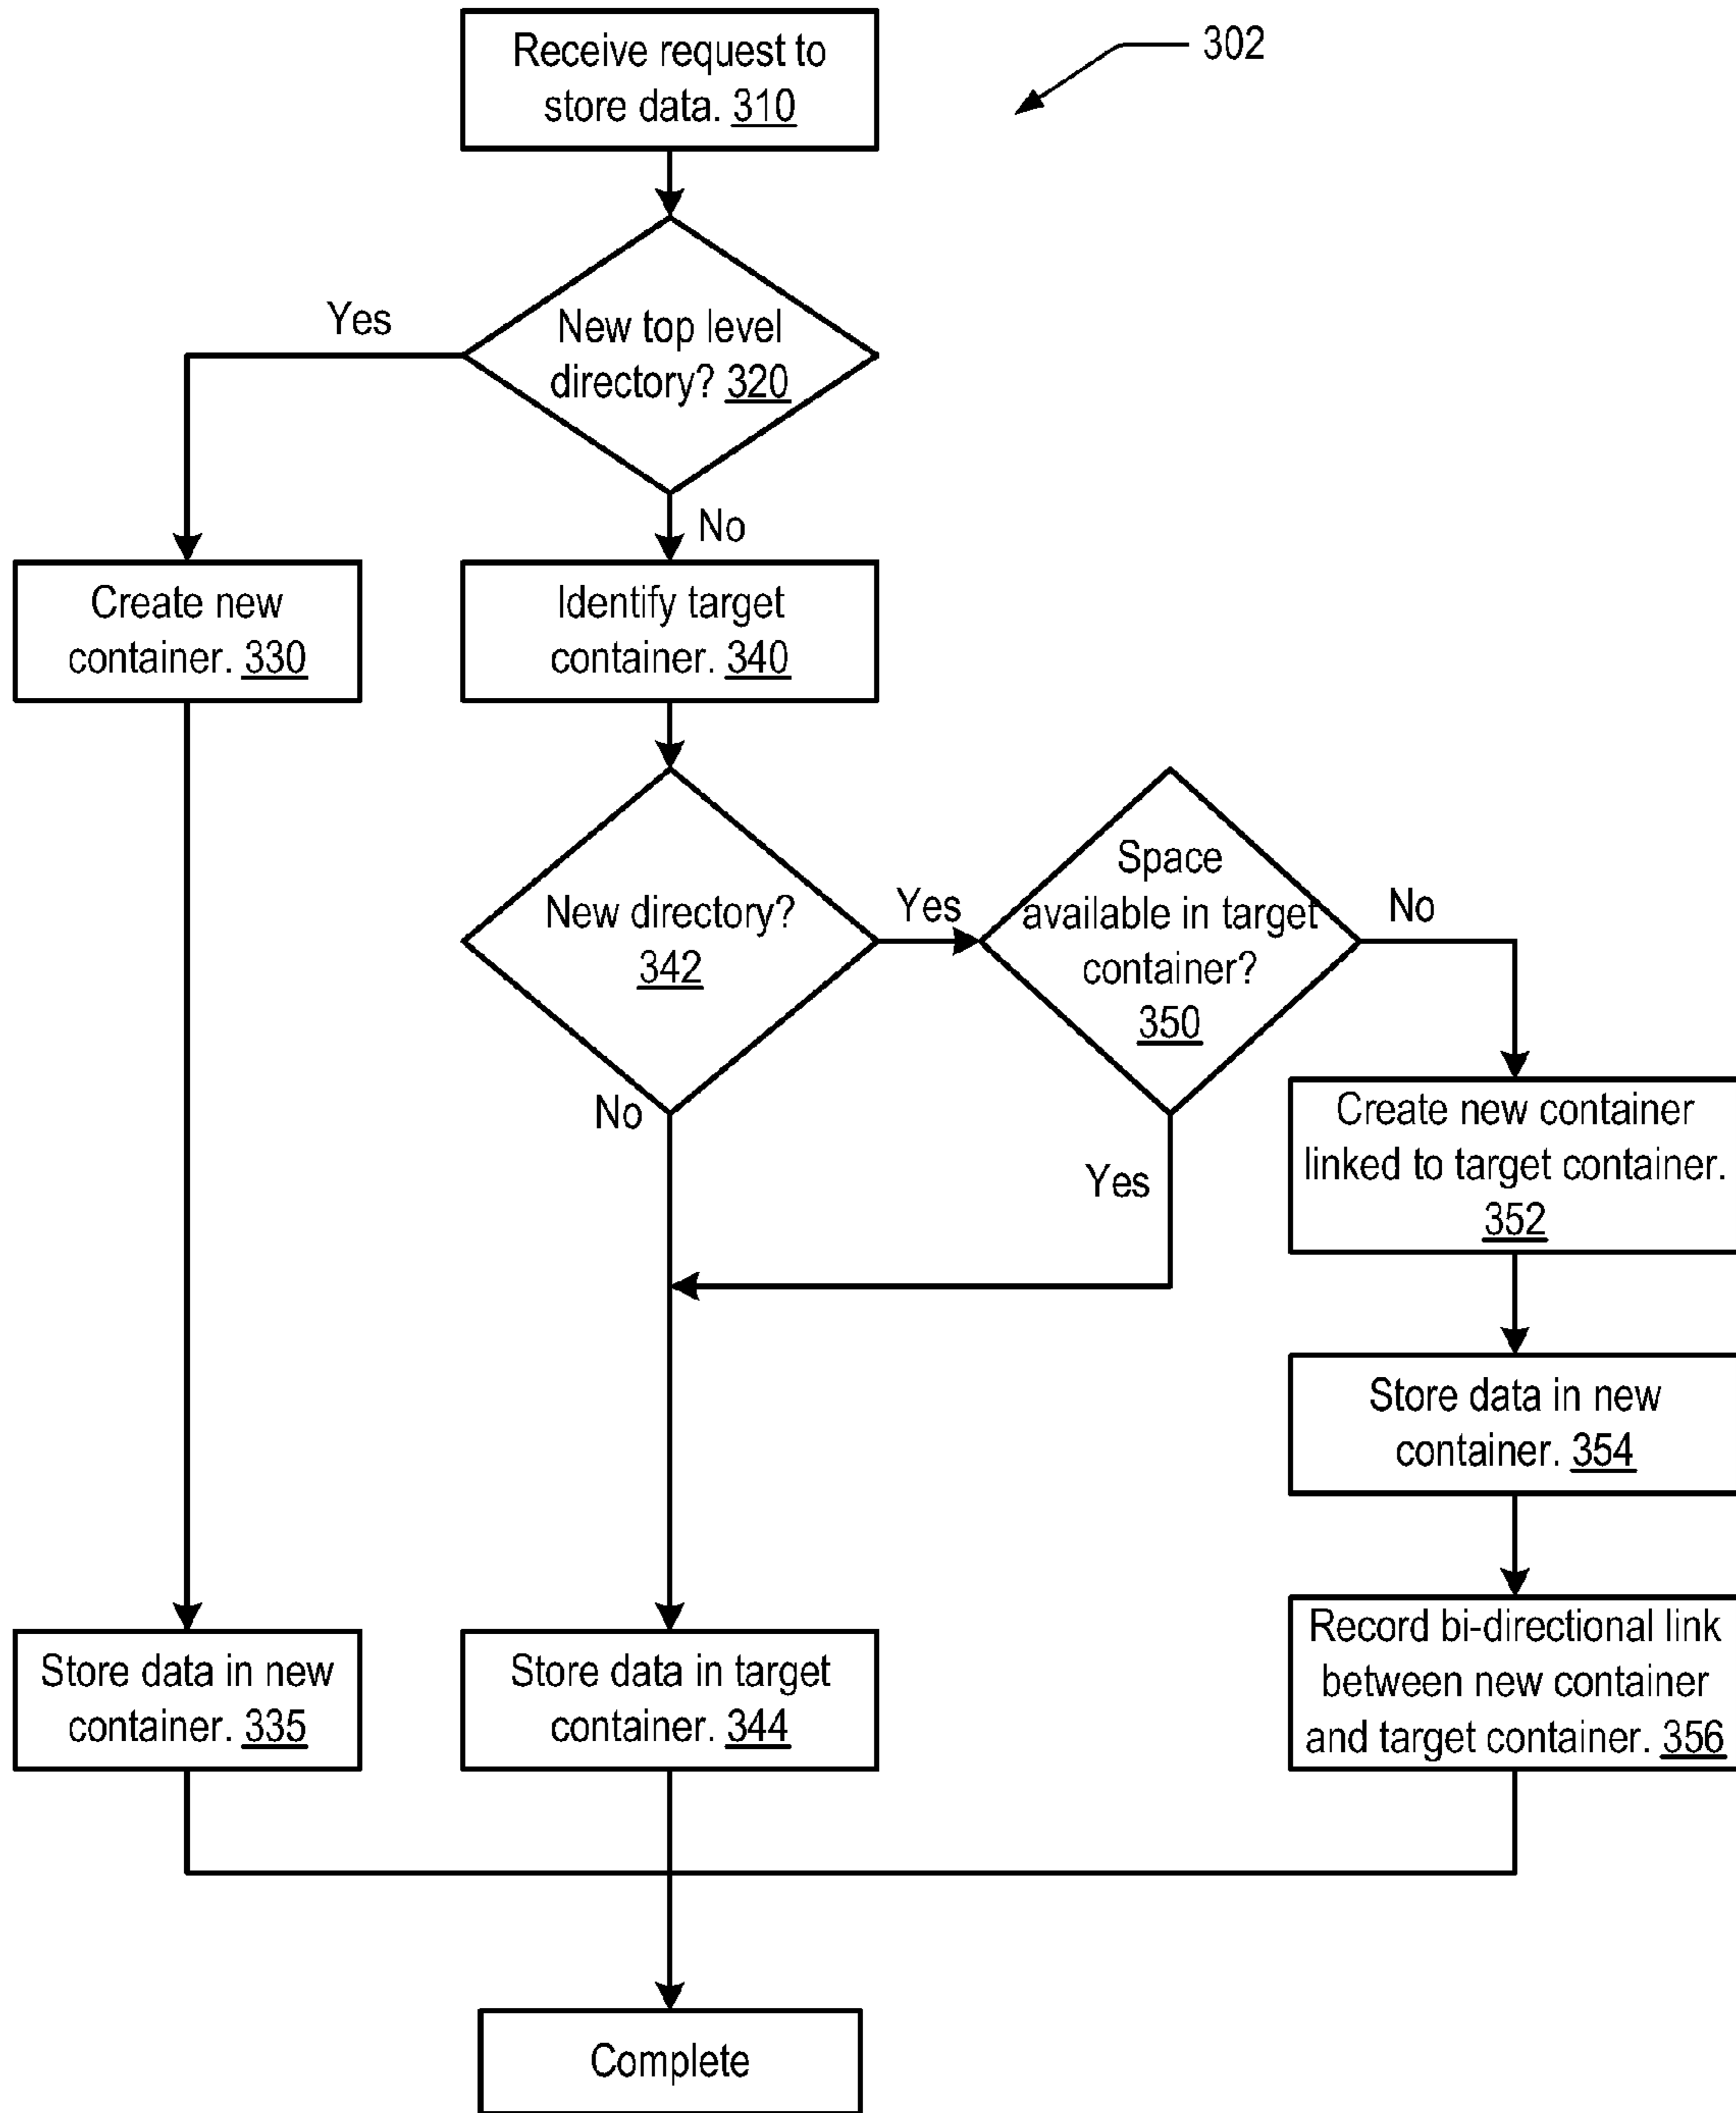 Receive request to
store data. 310
302
Yes
New top level
directory? 320
No
Create new
container. 330
Identify target
container. 340
New directory?
342
Yes
Space
available in target
container?
350
No
No
Yes
Create new container
linked to target container.
352
Store data in new
container. 354
Store data in new
container. 335
Store data in target
container. 344
Record bi-directional link
between new container
and target container. 356
Complete